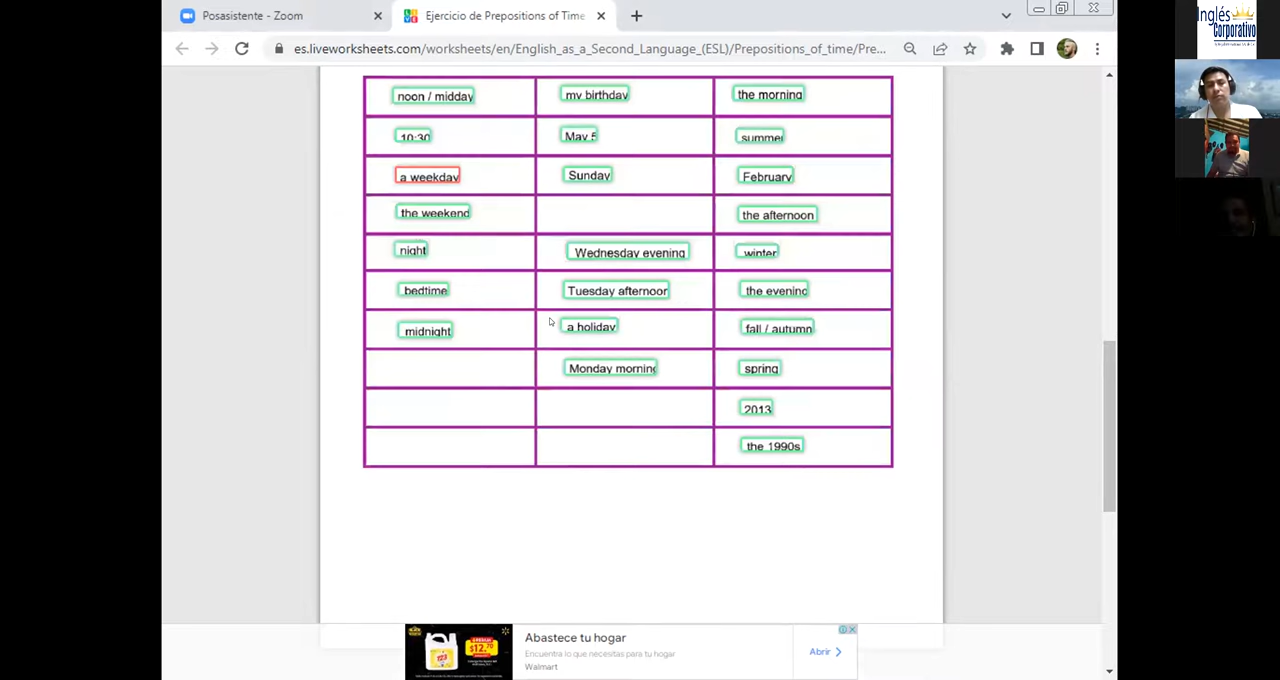 Posasistente - Zoom
Ejercicio de Prepositions of Time
es.liveworksheets.com/worksheets/en/English_as_a_Second_Language_(ESL)/Prepositions_of_time/Pre...
Inglés
Corporativo
noon / midday my birthday the morning
10:30 May 5 summer
a weekday Sunday February
the weekend the afternoon
night Wednesday evening winter
bedtime Tuesday afternoon the evening
midnight a holiday fall / autumn
Monday morning spring
2013
the 1990s
$12.70
Abastece tu hogar
Encuentra lo que necesitas para tu hogar
Walmart
Abrir